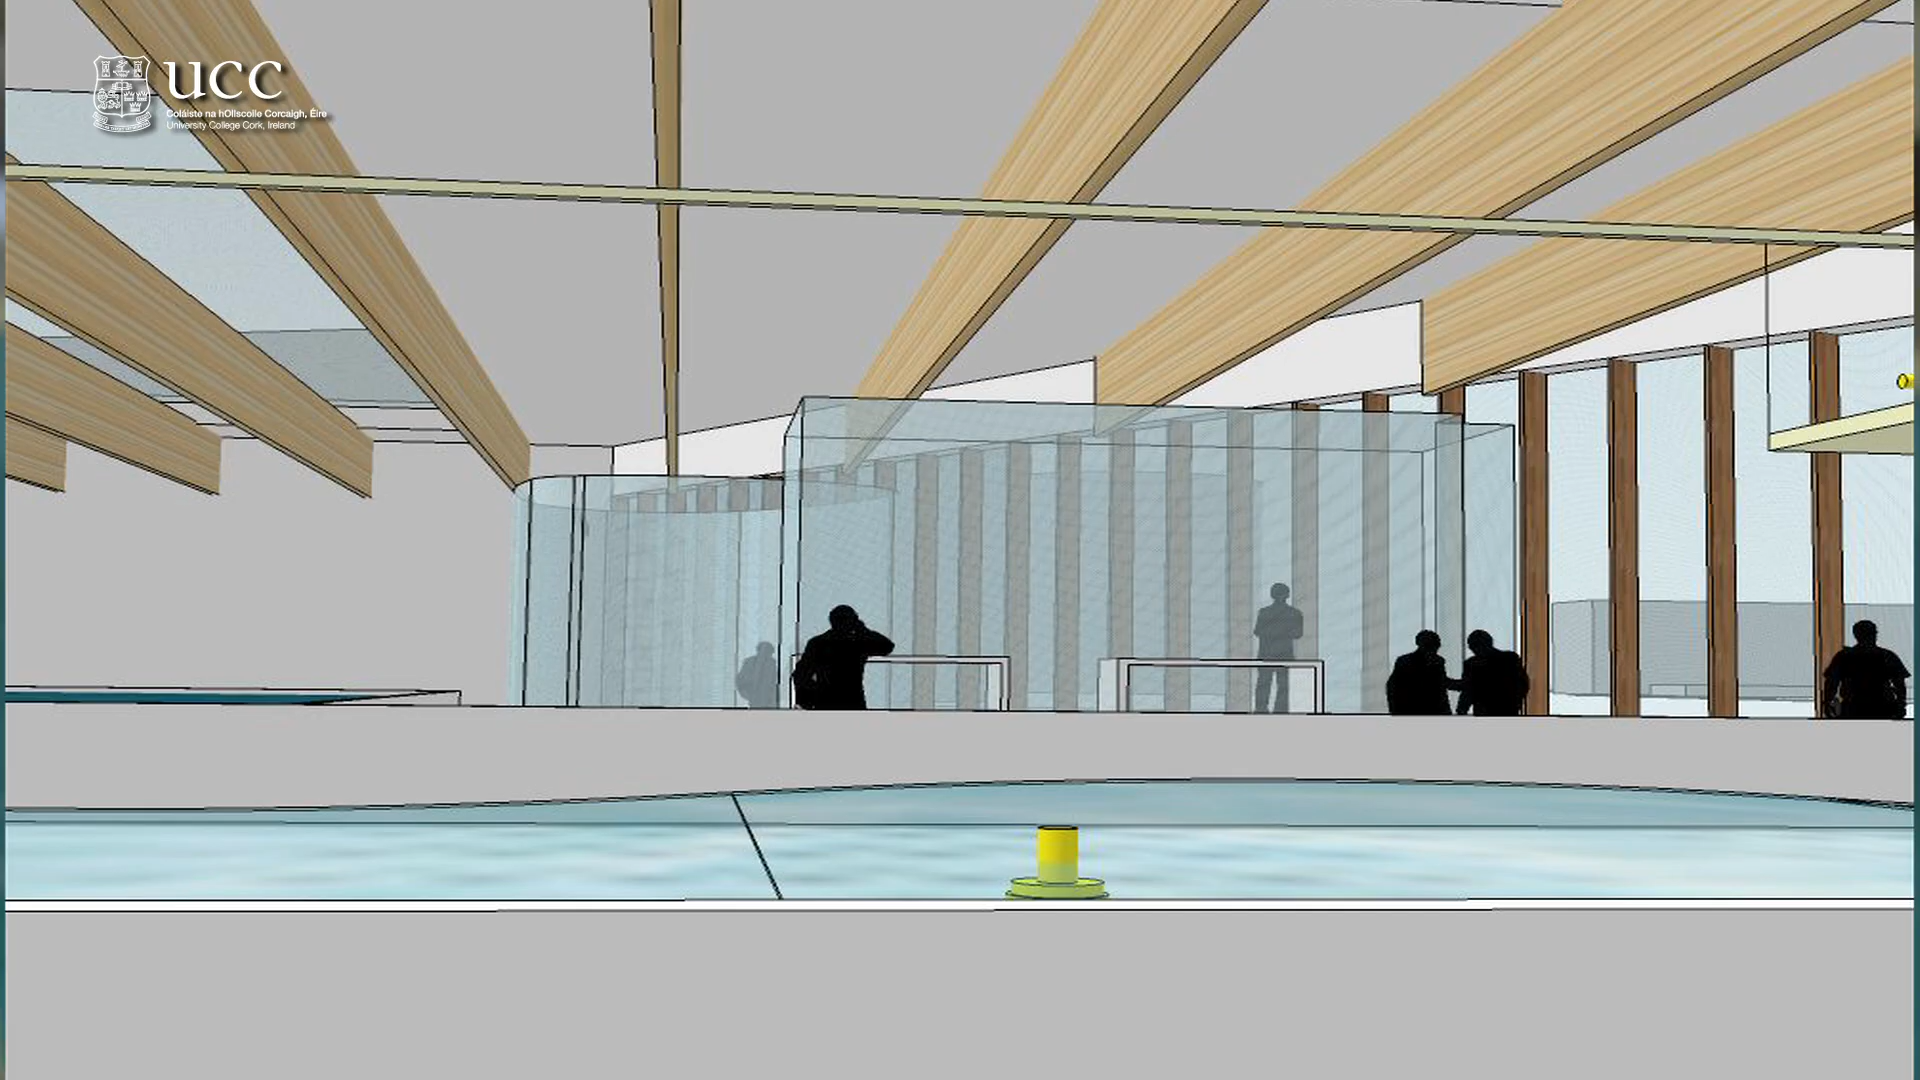 UCC
Coláiste na hOllscoile Corcaigh, Éire
University College Cork, Ireland